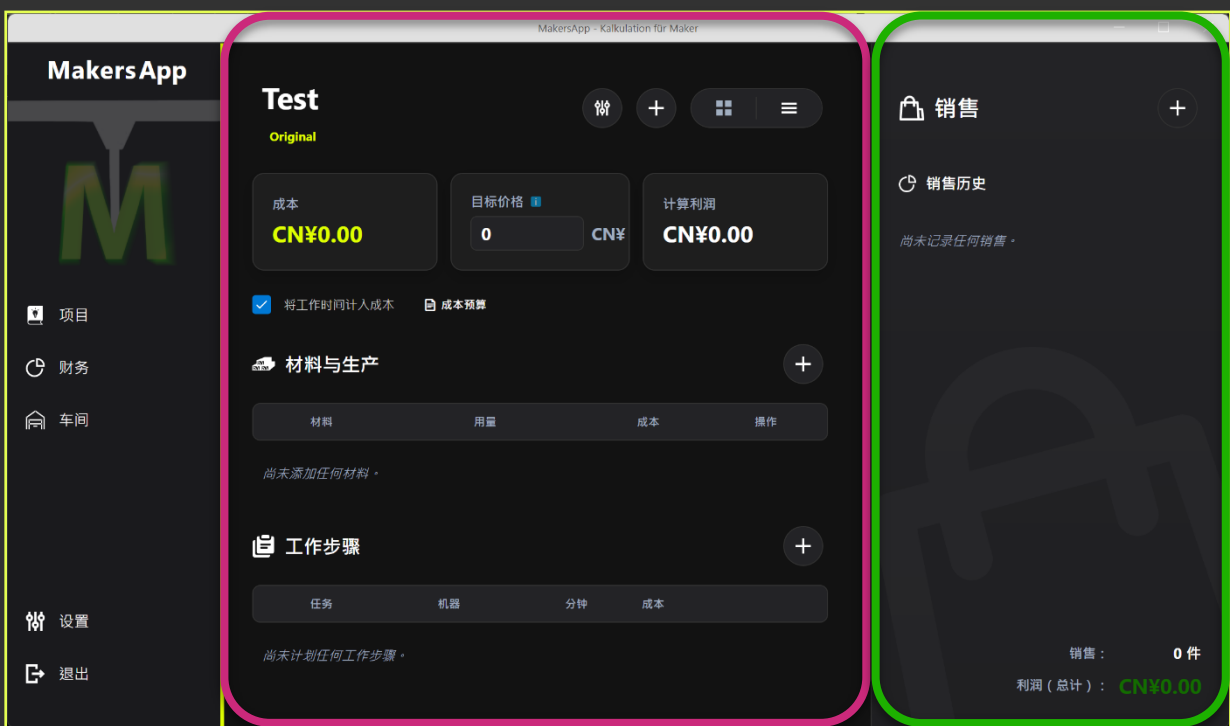 MakersApp - Kalkulation für Maker
MakersApp
项目
财务
车间
设置
退出
Test
Original
成本
CN¥0.00
目标价格 i
0 CN¥
计算利润
CN¥0.00
将工作时间计入成本 成本预算
材料与生产
材料 用量 成本 操作
尚未添加任何材料。
工作步骤
任务 机器 分钟 成本
尚未计划任何工作步骤。
销售
销售历史
尚未记录任何销售。
销售： 0 件
利润（总计）： CN¥0.00